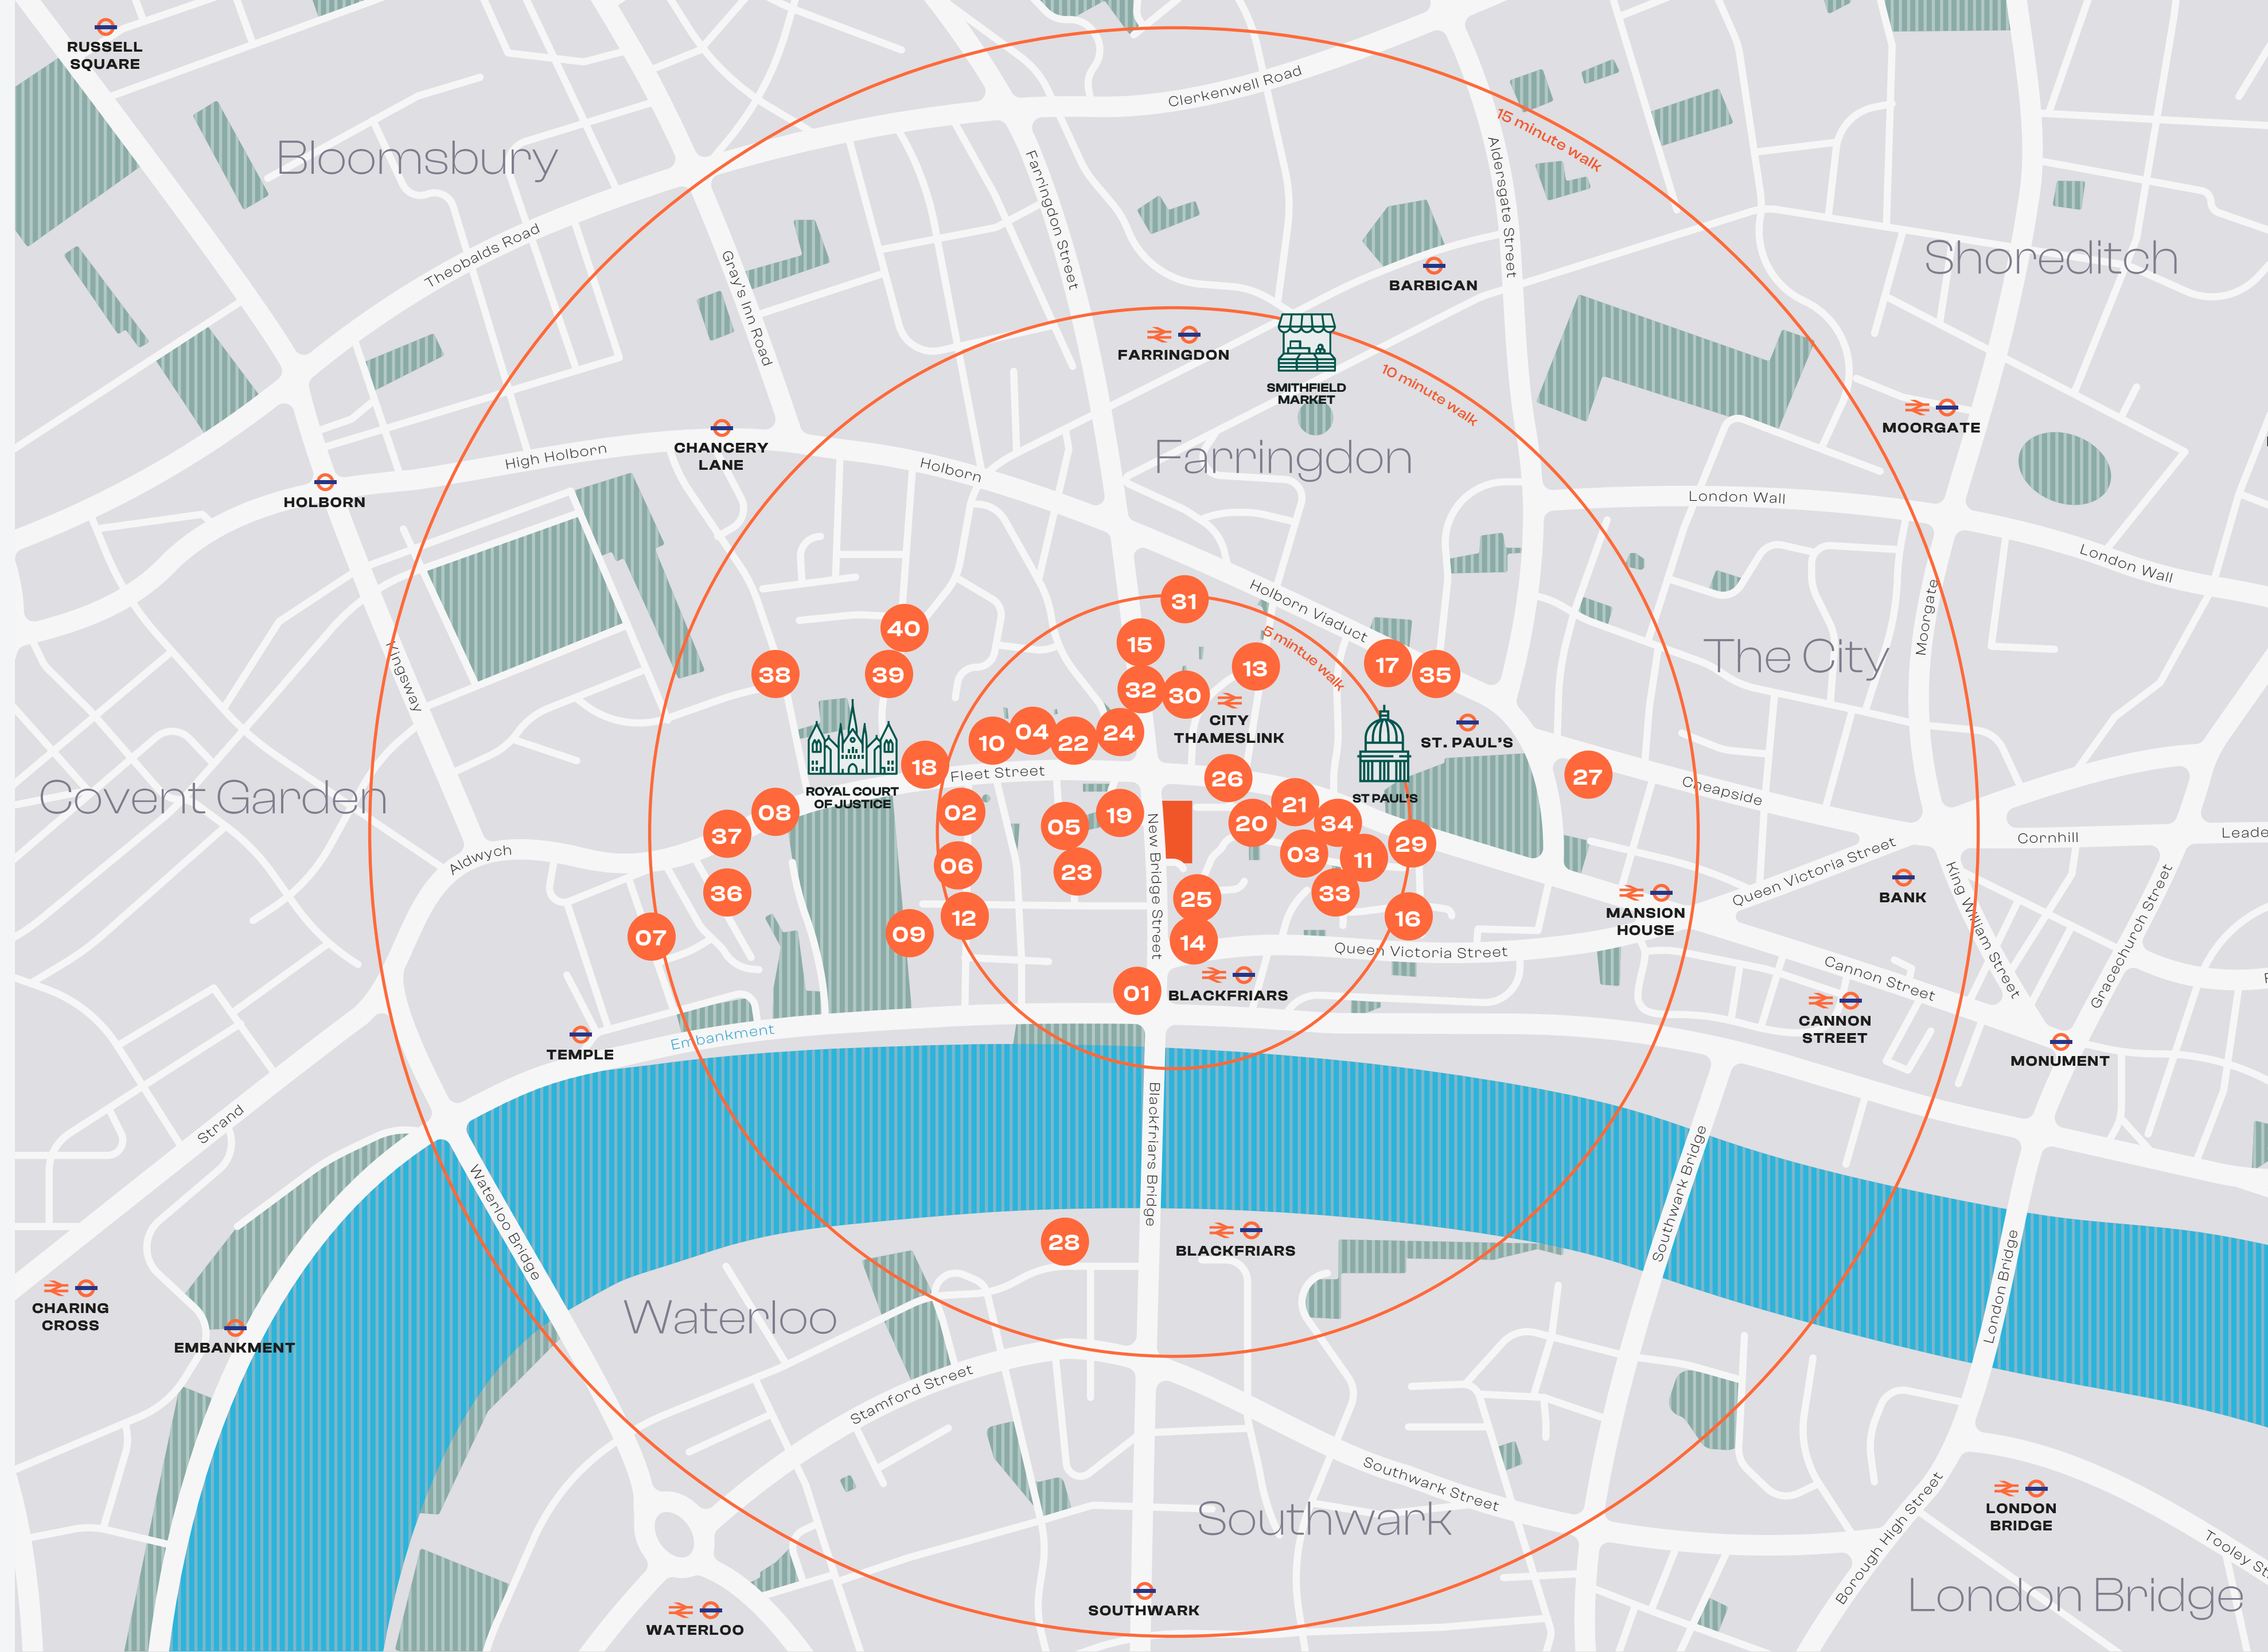 RUSSELL
SQUARE
Bloomsbury
Clerkenwell Road
15 minute walk
Theobalds Road
Gray's Inn Road
Farringdon Street
Aldersgate Street
Shoreditch
BARBICAN
FARRINGDON
SMITHFIELD
MARKET
10 minute walk
MOORGATE
CHANCERY
LANE
High Holborn
Holborn
Farringdon
HOLBORN
London Wall
London Wall
Holborn Viaduct
Moorgate
Kingsway
31
40
15
5 mintue walk
13
17
35
The City
38
39
32
30
CITY
THAMESLINK
ST. PAUL'S
10
04
22
24
18
Fleet Street
26
27
Cheapside
ROYAL COURT
OF JUSTICE
ST PAUL'S
Covent Garden
08
02
37
05
19
20
21
34
29
03
11
Cornhill
Leade
Aldwych
06
23
New Bridge Street
Queen Victoria Street
BANK
King William Street
Gracechurch Street
36
25
33
MANSION
HOUSE
07
09
12
14
16
Queen Victoria Street
Cannon Street
01
BLACKFRIARS
CANNON
STREET
TEMPLE
Embankment
MONUMENT
Strand
Blackfriars Bridge
Southwark Bridge
Waterloo Bridge
28
BLACKFRIARS
London Bridge
CHARING
CROSS
EMBANKMENT
Waterloo
Stamford Street
Southwark Street
Southwark
Borough High Street
LONDON
BRIDGE
Tooley St
SOUTHWARK
WATERLOO
London Bridge